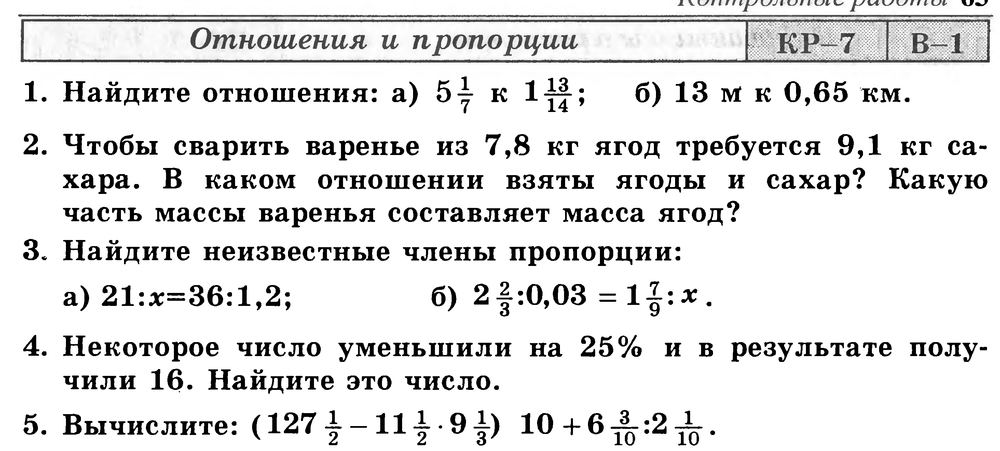 Контрольные работы 63
Отношения и пропорции КР–7 В–1
1. Найдите отношения: а) 5 1/7 к 1 13/14; б) 13 м к 0,65 км.
2. Чтобы сварить варенье из 7,8 кг ягод требуется 9,1 кг са-
хара. В каком отношении взяты ягоды и сахар? Какую
часть массы варенья составляет масса ягод?
3. Найдите неизвестные члены пропорции:
а) 21:x=36:1,2; б) 2 2/3:0,03 = 1 7/9: x.
4. Некоторое число уменьшили на 25% и в результате полу-
чили 16. Найдите это число.
5. Вычислите: (127 1/2 – 11 1/2 · 9 1/3) 10 + 6 3/10:2 1/10.